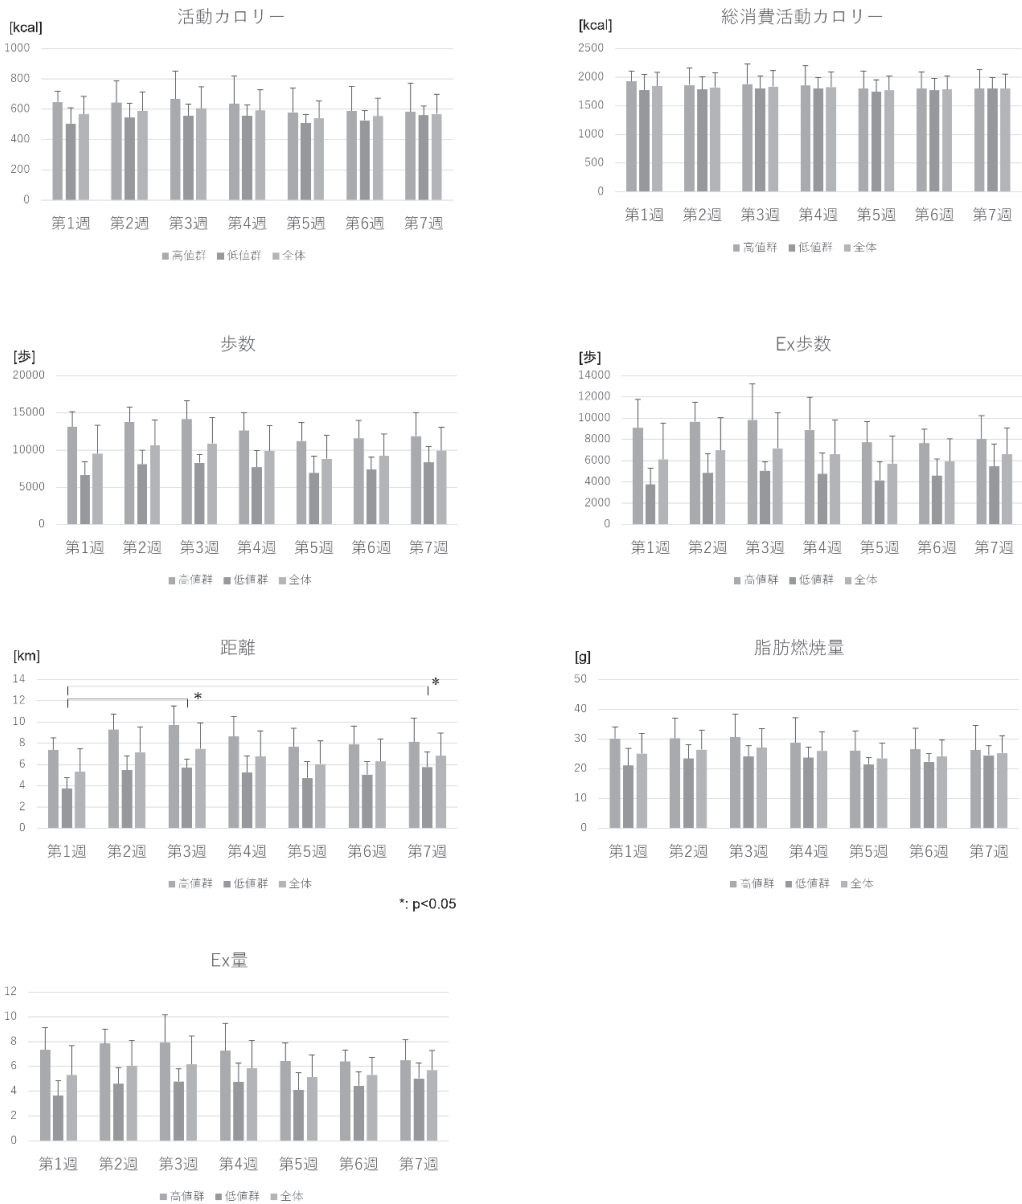 活動カロリー
[kcal]
1000
800
600
400
200
0
第1週 第2週 第3週 第4週 第5週 第6週 第7週
■高値群 ■低値群 ■全体
総消費活動カロリー
[kcal]
2500
2000
1500
1000
500
0
第1週 第2週 第3週 第4週 第5週 第6週 第7週
■高値群 ■低値群 ■全体
歩数
[歩]
20000
15000
10000
5000
0
第1週 第2週 第3週 第4週 第5週 第6週 第7週
■高値群 ■低値群 ■全体
Ex歩数
[歩]
14000
12000
10000
8000
6000
4000
2000
0
第1週 第2週 第3週 第4週 第5週 第6週 第7週
■高値群 ■低値群 ■全体
距離
[km]
14
12
10
8
6
4
2
0
*
*
第1週 第2週 第3週 第4週 第5週 第6週 第7週
■高値群 ■低値群 ■全体
*: p<0.05
脂肪燃焼量
[g]
50
40
30
20
10
0
第1週 第2週 第3週 第4週 第5週 第6週 第7週
■高値群 ■低値群 ■全体
Ex量
12
10
8
6
4
2
0
第1週 第2週 第3週 第4週 第5週 第6週 第7週
■高値群 ■低値群 ■全体